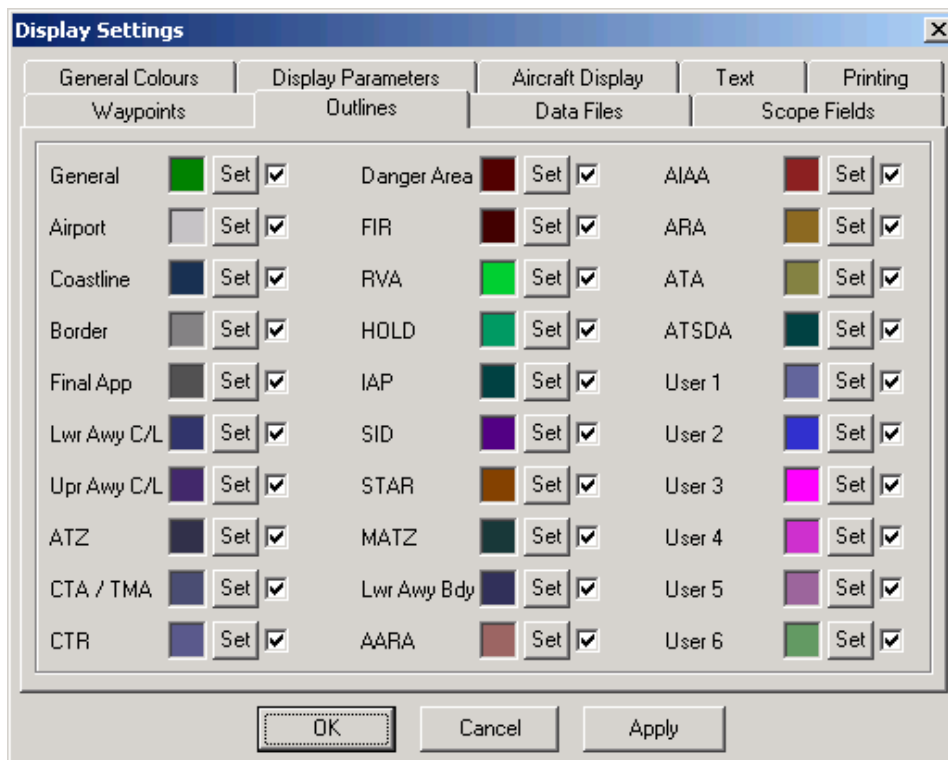 Display Settings
General Colours Display Parameters Aircraft Display Text Printing
Waypoints Outlines Data Files Scope Fields
General Set Danger Area Set AIAA Set
Airport Set FIR Set ARA Set
Coastline Set RVA Set ATA Set
Border Set HOLD Set ATSDA Set
Final App Set IAP Set User 1 Set
Lwr Awy C/L Set SID Set User 2 Set
Upr Awy C/L Set STAR Set User 3 Set
ATZ Set MATZ Set User 4 Set
CTA / TMA Set Lwr Awy Bdy Set User 5 Set
CTR Set AARA Set User 6 Set
OK Cancel Apply